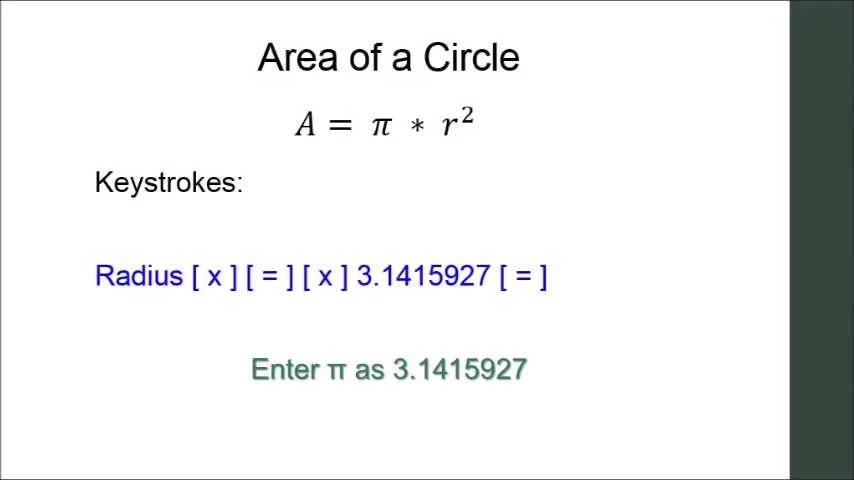 Area of a Circle
A = π * r²
Keystrokes:
Radius [ x ] [ = ] [ x ] 3.1415927 [ = ]
Enter π as 3.1415927